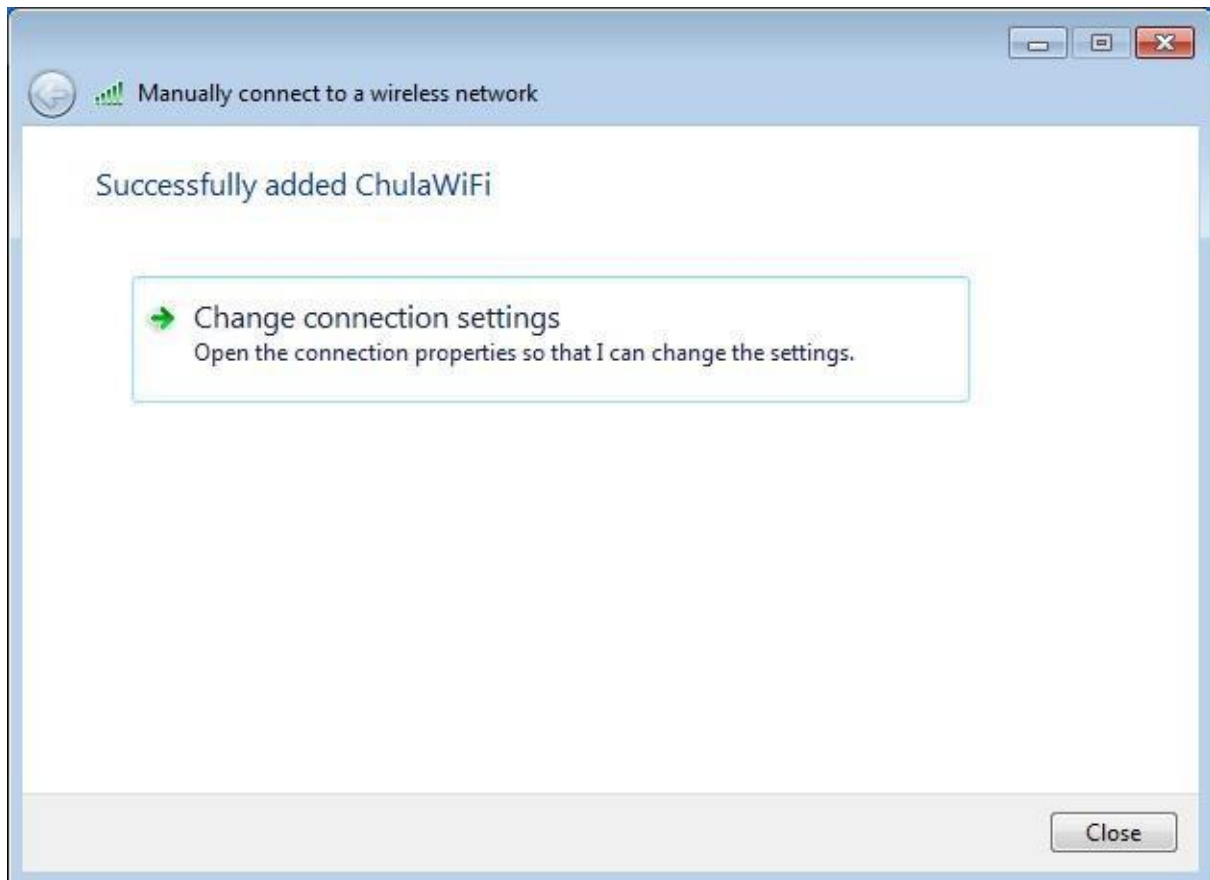 Manually connect to a wireless network
Successfully added ChulaWiFi
Change connection settings
Open the connection properties so that I can change the settings.
Close